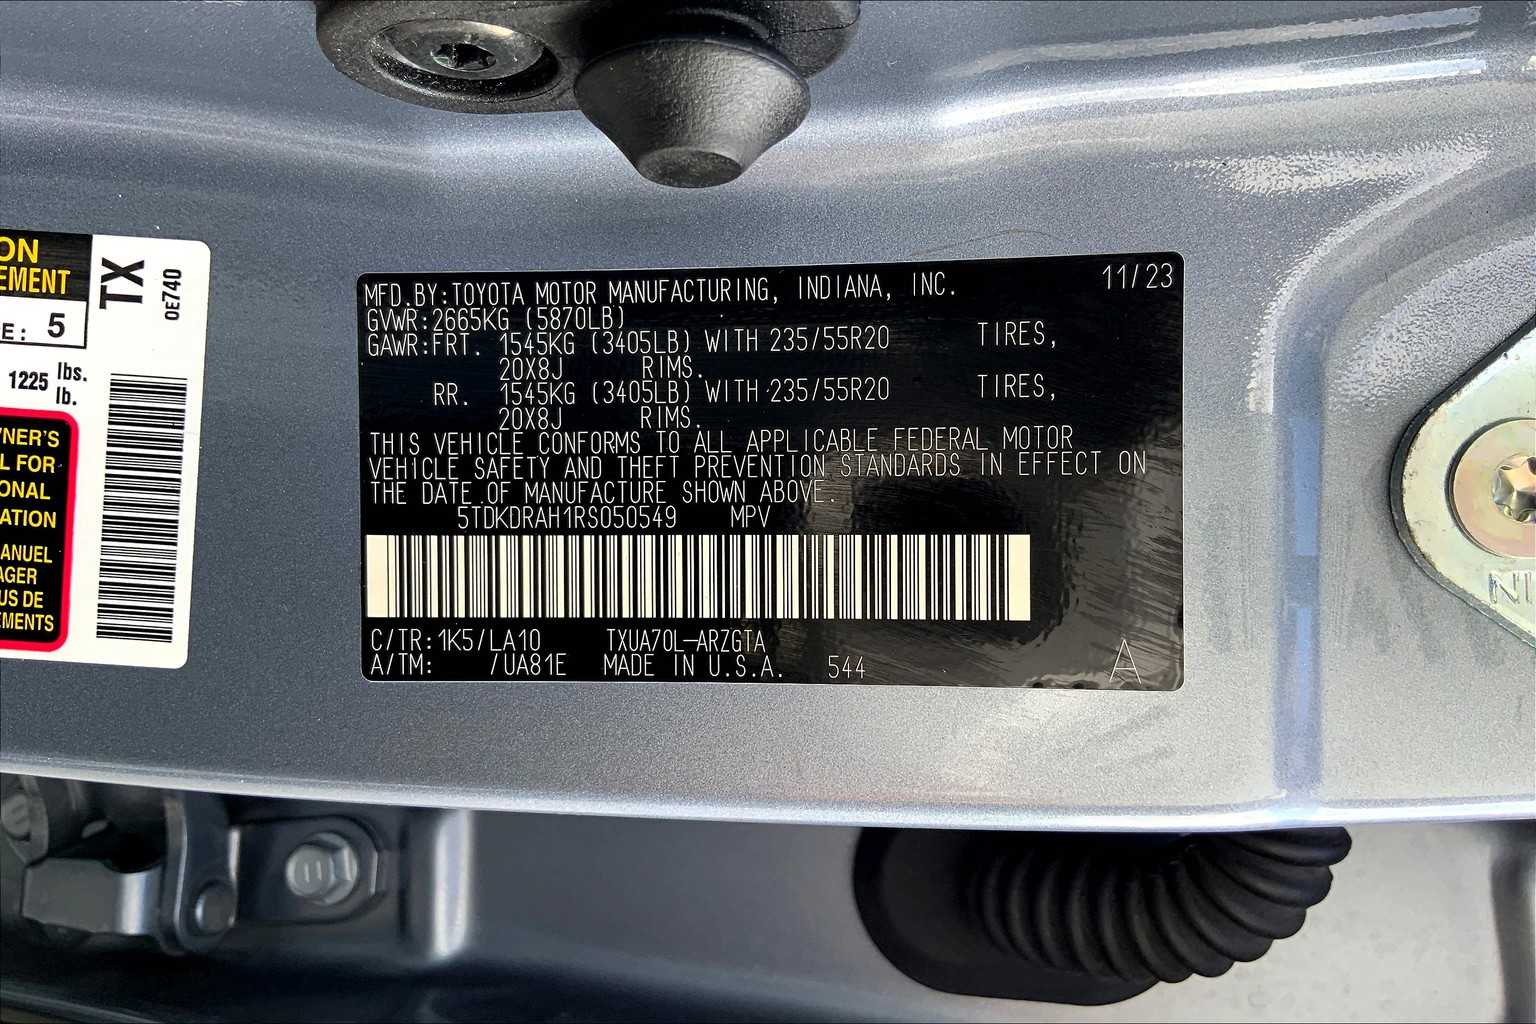 ON
EMENT
E: 5
1225 lbs.
lb.
TX
0E740
NER'S
L FOR
ONAL
ATION
ANUEL
AGER
US DE
EMENTS
MFD.BY:TOYOTA MOTOR MANUFACTURING, INDIANA, INC. 11/23
GVWR:2665KG (5870LB)
GAWR:FRT. 1545KG (3405LB) WITH 235/55R20 TIRES,
20X8J RIMS.
RR. 1545KG (3405LB) WITH 235/55R20 TIRES,
20X8J RIMS.
THIS VEHICLE CONFORMS TO ALL APPLICABLE FEDERAL MOTOR
VEHICLE SAFETY AND THEFT PREVENTION STANDARDS IN EFFECT ON
THE DATE OF MANUFACTURE SHOWN ABOVE.
5TDKDRAH1RS050549 MPV
C/TR:1K5/LA10 TXUA70L-ARZGTA
A/TM: /UA81E MADE IN U.S.A. 544
A